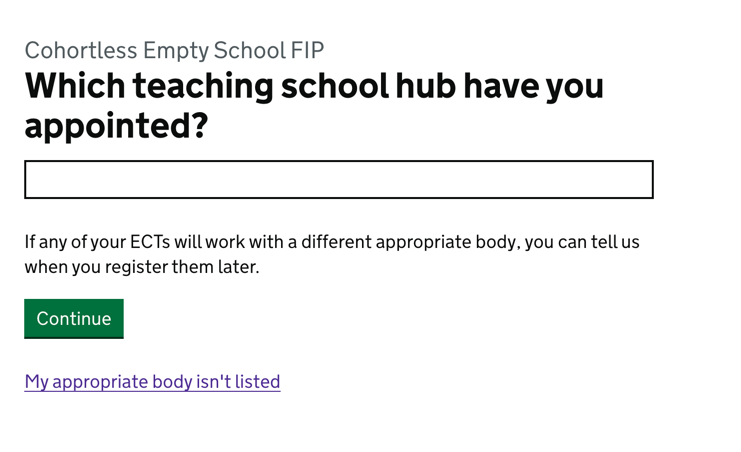 Cohortless Empty School FIP
Which teaching school hub have you
appointed?
If any of your ECTs will work with a different appropriate body, you can tell us
when you register them later.
Continue
My appropriate body isn't listed